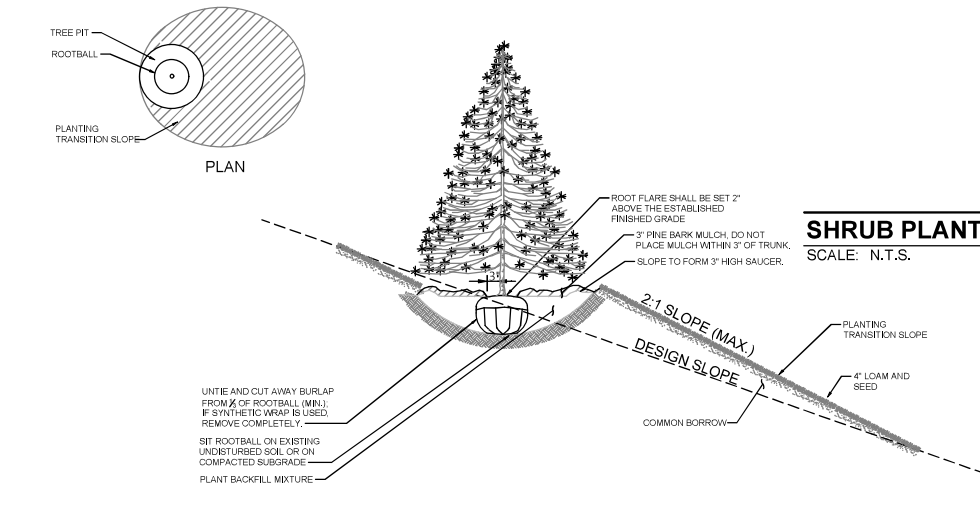 TREE PIT
ROOTBALL
PLANTING
TRANSITION SLOPE
PLAN
ROOT FLARE SHALL BE SET 2"
ABOVE THE ESTABLISHED
FINISHED GRADE
3" PINE BARK MULCH, DO NOT
PLACE MULCH WITHIN 3" OF TRUNK.
SLOPE TO FORM 3" HIGH SAUCER.
3"
SHRUB PLANT
SCALE: N.T.S.
2:1 SLOPE (MAX.)
DESIGN SLOPE
PLANTING
TRANSITION SLOPE
4" LOAM AND
SEED
COMMON BORROW
UNTIE AND CUT AWAY BURLAP
FROM OF ROOTBALL (MIN.);
IF SYNTHETIC WRAP IS USED,
REMOVE COMPLETELY.
SIT ROOTBALL ON EXISTING
UNDISTURBED SOIL OR ON
COMPACTED SUBGRADE
PLANT BACKFILL MIXTURE